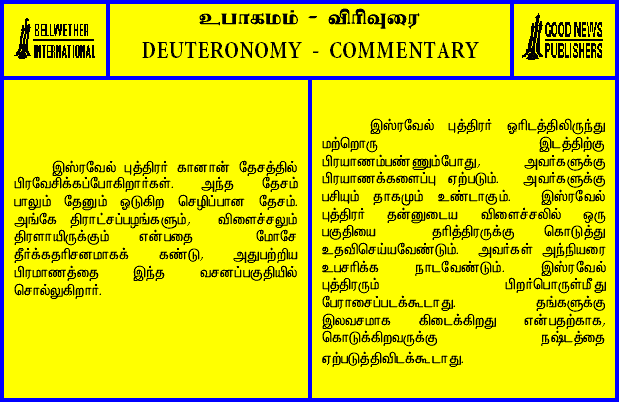 BELLWETHER
INTERNATIONAL
உபாகமம் - விரிவுரை
DEUTERONOMY - COMMENTARY
GOOD NEWS
PUBLISHERS
இஸ்ரவேல் புத்திரர் கானான் தேசத்தில்
பிரவேசிக்கப்போகிறார்கள். அந்த தேசம்
பாலும் தேனும் ஓடுகிற செழிப்பான தேசம்.
அங்கே திராட்சப்பழங்களும், விளைச்சலும்
திரளாயிருக்கும் என்பதை மோசே
தீர்க்கதரிசனமாகக் கண்டு, அதுபற்றிய
பிரமாணத்தை இந்த வசனப்பகுதியில்
சொல்லுகிறார்.
இஸ்ரவேல் புத்திரர் ஓரிடத்திலிருந்து
மற்றொரு இடத்திற்கு
பிரயாணம்பண்ணும்போது, அவர்களுக்கு
பிரயாணக்களைப்பு ஏற்படும். அவர்களுக்கு
பசியும் தாகமும் உண்டாகும். இஸ்ரவேல்
புத்திரர் தன்னுடைய விளைச்சலில் ஒரு
பகுதியை தரித்திரருக்கு கொடுத்து
உதவிசெய்யவேண்டும். அவர்கள் அந்நியரை
உபசரிக்க நாடவேண்டும். இஸ்ரவேல்
புத்திரரும் பிறர்பொருள்மீது
பேராசைப்படக்கூடாது. தங்களுக்கு
இலவசமாக கிடைக்கிறது என்பதற்காக,
கொடுக்கிறவருக்கு நஷ்டத்தை
ஏற்படுத்திவிடக்கூடாது.